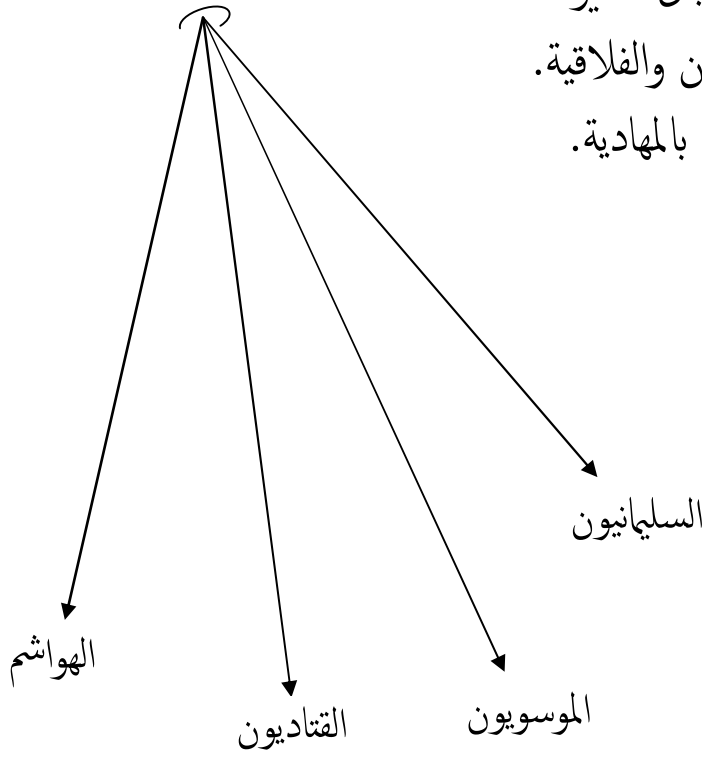 ن والفلاقية.
بالمهادية.
السليمانيون
الهواشم
الموسويون
القتاديون